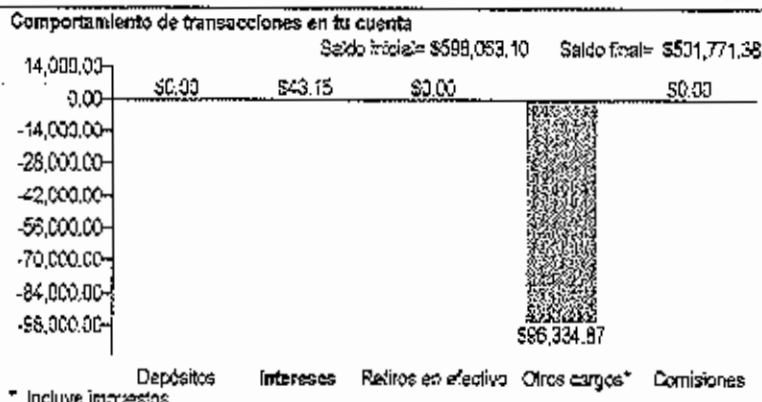 Comportamiento de transacciones en tu cuenta
Saldo inicial= $598,063.10 Saldo final= $501,771.38
14,000.00
$0.00 $43.15 $0.00 $0.00
0.00
-14,000.00
-28,000.00
-42,000.00
-56,000.00
-70,000.00
-84,000.00
-98,000.00
$96,334.87
Depósitos Intereses Retiros en efectivo Otros cargos* Comisiones
* Incluye impuestos